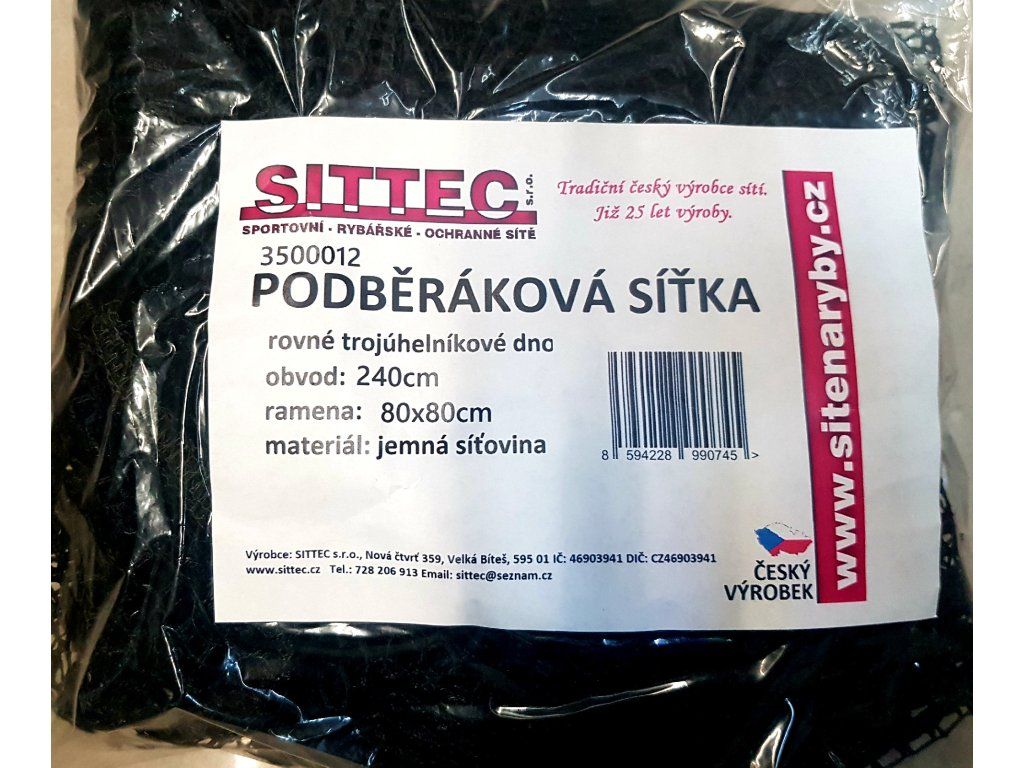 SITTEC s.r.o.
SPORTOVNÍ · RYBÁŘSKÉ · OCHRANNÉ SÍTĚ
Tradiční český výrobce sítí.
Již 25 let výroby.
3500012
PODBĚRÁKOVÁ SÍŤKA
rovné trojúhelníkové dno
obvod: 240cm
ramena: 80x80cm
materiál: jemná síťovina
8 594228 990745 >
www.sitenaryby.cz
ČESKÝ
VÝROBEK
Výrobce: SITTEC s.r.o., Nová čtvrť 359, Velká Bíteš, 595 01 IČ: 46903941 DIČ: CZ46903941
www.sittec.cz Tel.: 728 206 913 Email: sittec@seznam.cz